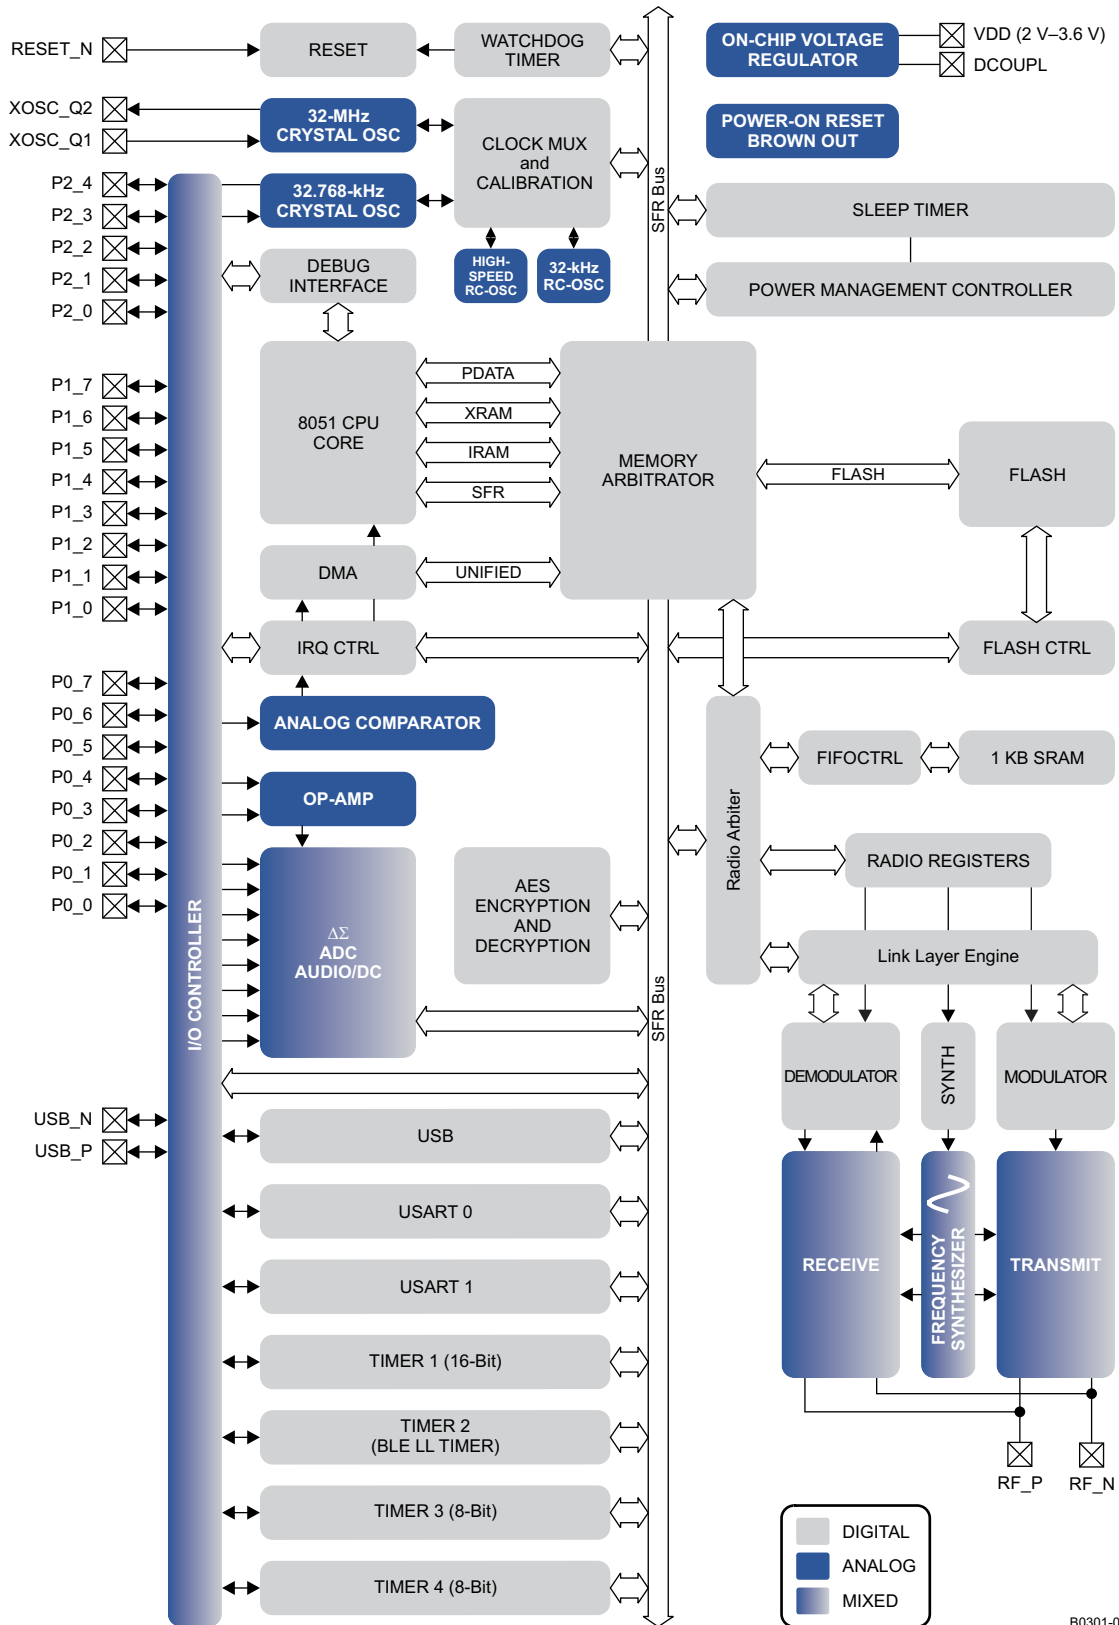 RESET_N
RESET
WATCHDOG
TIMER
ON-CHIP VOLTAGE
REGULATOR
VDD (2 V–3.6 V)
DCOUPL
XOSC_Q2
XOSC_Q1
32-MHz
CRYSTAL OSC
CLOCK MUX
and
CALIBRATION
POWER-ON RESET
BROWN OUT
SFR Bus
P2_4
P2_3
P2_2
P2_1
P2_0
32.768-kHz
CRYSTAL OSC
SLEEP TIMER
HIGH-
SPEED
RC-OSC
32-kHz
RC-OSC
DEBUG
INTERFACE
POWER MANAGEMENT CONTROLLER
P1_7
P1_6
P1_5
P1_4
P1_3
P1_2
P1_1
P1_0
8051 CPU
CORE
PDATA
XRAM
IRAM
SFR
MEMORY
ARBITRATOR
FLASH
FLASH
DMA
UNIFIED
IRQ CTRL
FLASH CTRL
P0_7
P0_6
P0_5
P0_4
P0_3
P0_2
P0_1
P0_0
ANALOG COMPARATOR
OP-AMP
I/O CONTROLLER
ΔΣ
ADC
AUDIO/DC
AES
ENCRYPTION
AND
DECRYPTION
SFR Bus
Radio Arbiter
FIFOCTRL
1 KB SRAM
RADIO REGISTERS
Link Layer Engine
DEMODULATOR
SYNTH
MODULATOR
USB_N
USB_P
USB
USART 0
USART 1
TIMER 1 (16-Bit)
TIMER 2
(BLE LL TIMER)
TIMER 3 (8-Bit)
TIMER 4 (8-Bit)
RECEIVE
FREQUENCY
SYNTHESIZER
TRANSMIT
RF_P
RF_N
DIGITAL
ANALOG
MIXED